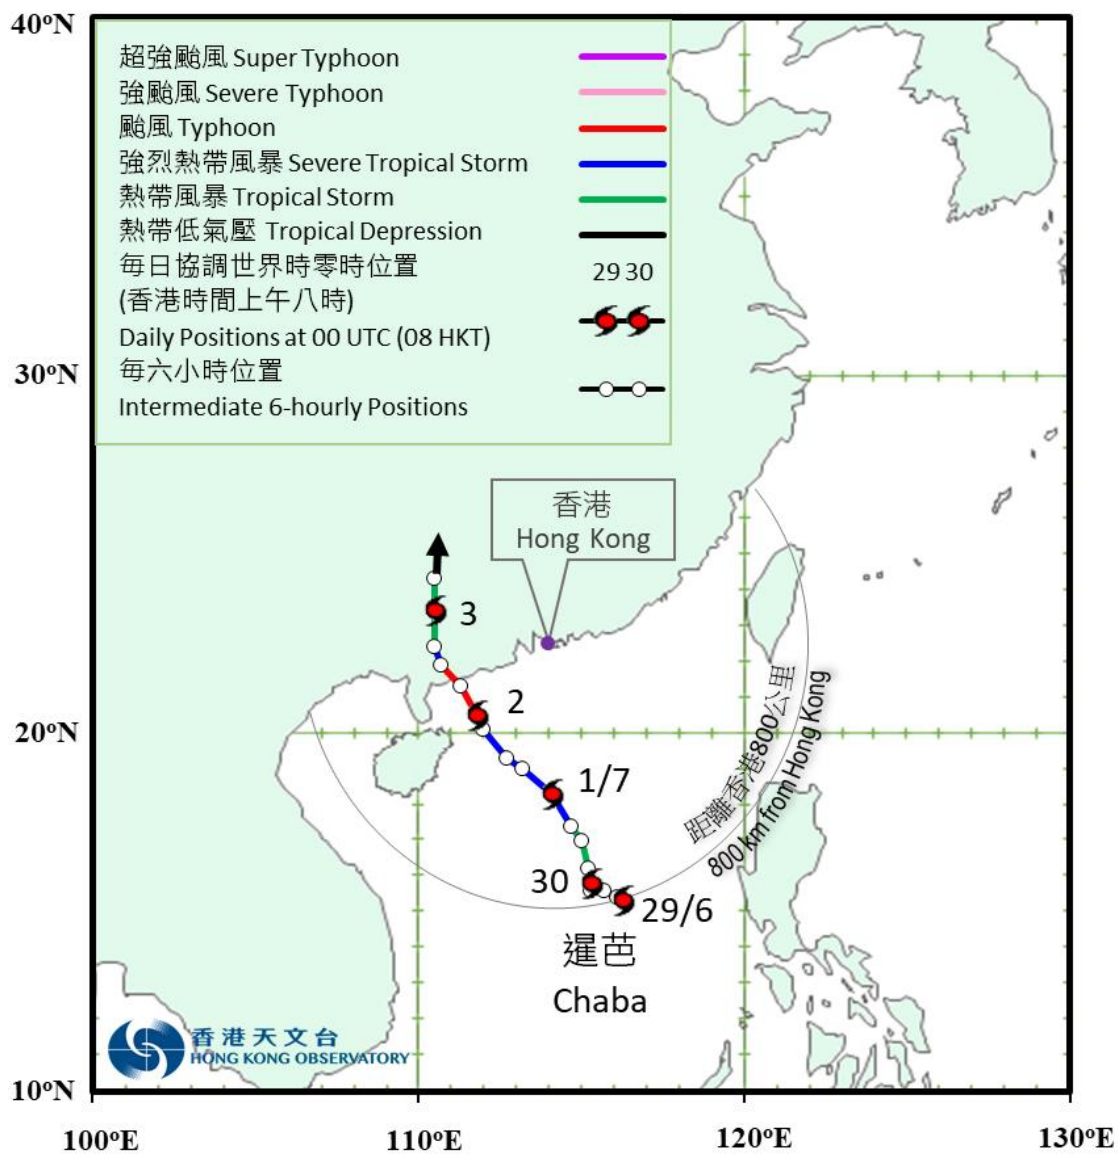 40ºN
超強颱風 Super Typhoon
強颱風 Severe Typhoon
颱風 Typhoon
強烈熱帶風暴 Severe Tropical Storm
熱帶風暴 Tropical Storm
熱帶低氣壓 Tropical Depression
每日協調世界時零時位置
29 30
(香港時間上午八時)
Daily Positions at 00 UTC (08 HKT)
每六小時位置
Intermediate 6-hourly Positions
30ºN
香港
Hong Kong
3
2
20ºN
1/7
距離香港800公里
800 km from Hong Kong
30
29/6
暹芭
Chaba
香港天文台
HONG KONG OBSERVATORY
10ºN
100ºE
110ºE
120ºE
130ºE